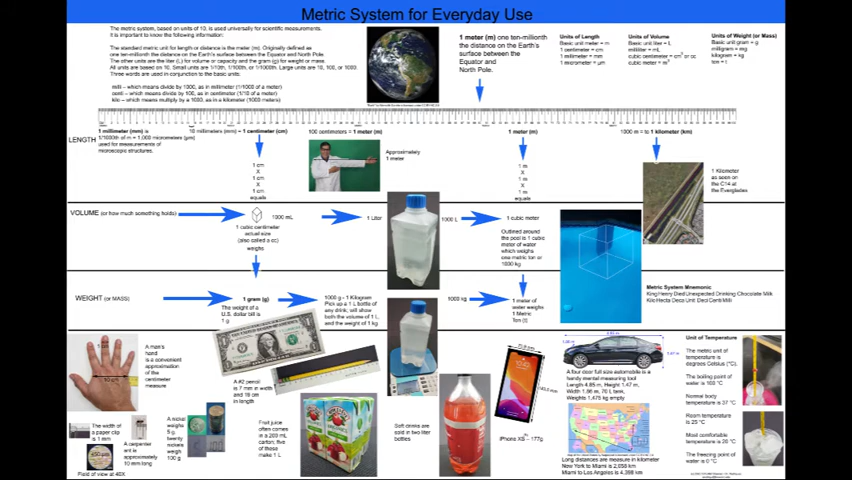 Metric System for Everyday Use
The metric system, based on units of 10, is used universally for scientific measurements.
It is important to know the following information:
The standard metric unit for length or distance is the meter (m). Originally defined as
one ten-millionth the distance on the Earth's surface between the Equator and North Pole.
The other units are the liter (L) for volume or capacity and the gram (g) for weight or mass.
All units are based on 10. Small units are 1/10th, 1/100th, or 1/1000th. Large units are 10, 100, or 1000.
Three words are used in conjunction to the basic units.
milli – which means divide by 1000, as in a milimeter (1/1000 of a meter)
centi – which means divide by 100, as in centimeter (1/10 of a meter)
kilo – which means multiply by a 1000, as in a kilometer (1000 meters)
1 meter (m) one ten-millionth
the distance on the Earth's
surface between the
Equator and
North Pole.
Units of Length
Basic unit meter = m
centimeter = cm
1 millimeter = mm
1 micrometer = µm
Units of Volume
Basic unit liter = L
milliliter = mL
cubic centimeter = cm³ or cc
cubic meter = m³
Units of Weight (or Mass)
Basic unit gram = g
milligram = mg
kilogram = kg
ton = t
LENGTH
1 millimeter (mm) is
1/1000th of m = 1,000 micrometers (µm)
used for measurements of
microscopic structures.
10 millimeters (mm) = 1 centimeter (cm)
100 centimeters = 1 meter (m)
1 meter (m)
1000 m = to 1 kilometer (km)
1 cm
X
1 cm
X
1 cm
equals
Approximately
1 meter
1 m
X
1 m
X
1 m
equals
1 Kilometer
as seen on
the C14 at
the
Everglades
VOLUME (or how much something holds)
1 cubic centimeter
actual size
(also called a cc)
weighs
1000 mL
1 Liter
1000 L
1 cubic meter
Outlined around
the pool is 1 cubic
meter of water
which weighs
one metric ton or
1000 kg
WEIGHT (or MASS)
1 gram (g)
The weight of a
U.S. dollar bill is
1 g
1000 g - 1 Kilogram
Pick up a 1 L bottle of
any drink; will show
both the volume of 1 L,
and the weight of 1 kg
1000 kg
1 meter of
water weighs
1 Metric
Ton (t)
Metric System Mnemonic
King Henry Died Unexpected Drinking Chocolate Milk
Kilo Hecta Deca Unit Deci Centi Milli
A man's
hand
is a convenient
approximation
of the
centimeter
measure
10 cm
The width of
a paper clip
is 1 mm
A carpenter
ant is
approximately
10 mm long
Field of view at 40X
A nickel
weighs
5 g,
twenty
nickels
weigh
100 g
A #2 pencil
is 7 mm in width
and 18 cm
in length
Fruit juice
often comes
in a 200 mL
carton; five
of those
make 1 L
Soft drinks are
sold in two liter
bottles
iPhone XB – 177g
A four door full size automobile is a
handy mental measuring tool
Length 4.85 m, Height 1.47 m,
Width 1.86 m, 70 L tank,
Weighs 1,475 kg empty
Long distances are measure in kilometer
New York to Miami is 2,058 km
Miami to Los Angeles is 4,398 km
Unit of Temperature
The metric unit of
temperature is
degrees Celsius (°C).
The boiling point of
water is 100 °C
Normal body
temperature is 37 °C
Room temperature
is 25 °C
Most comfortable
temperature is 20 °C
The freezing point of
water is 0 °C